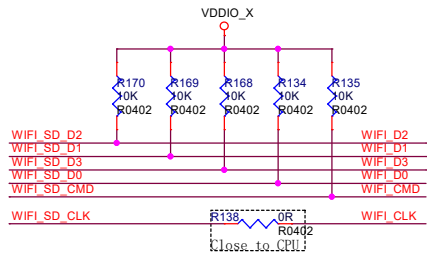 VDDIO_X
R170 R169 R168 R134 R135
10K 10K 10K 10K 10K
R0402 R0402 R0402 R0402 R0402
WIFI_SD_D2 WIFI_D2
WIFI_SD_D1 WIFI_D1
WIFI_SD_D3 WIFI_D3
WIFI_SD_D0 WIFI_D0
WIFI_SD_CMD WIFI_CMD
WIFI_SD_CLK R138 0R WIFI_CLK
R0402
Close to CPU